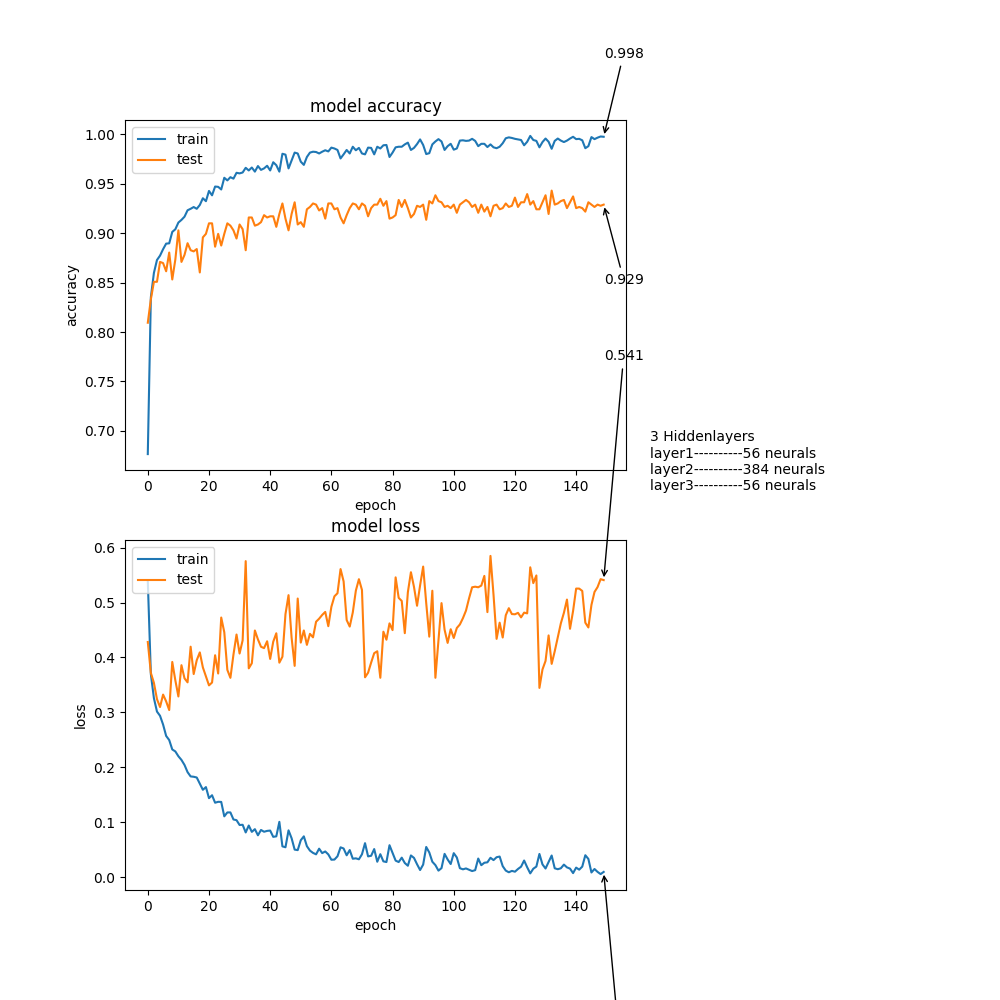 0.998
model accuracy
train
test
1.00
0.95
0.90
0.85
0.80
0.75
0.70
accuracy
0 20 40 60 80 100 120 140
epoch
0.929
0.541
3 Hiddenlayers
layer1----------56 neurals
layer2----------384 neurals
layer3----------56 neurals
model loss
train
test
0.6
0.5
0.4
0.3
0.2
0.1
0.0
loss
0 20 40 60 80 100 120 140
epoch